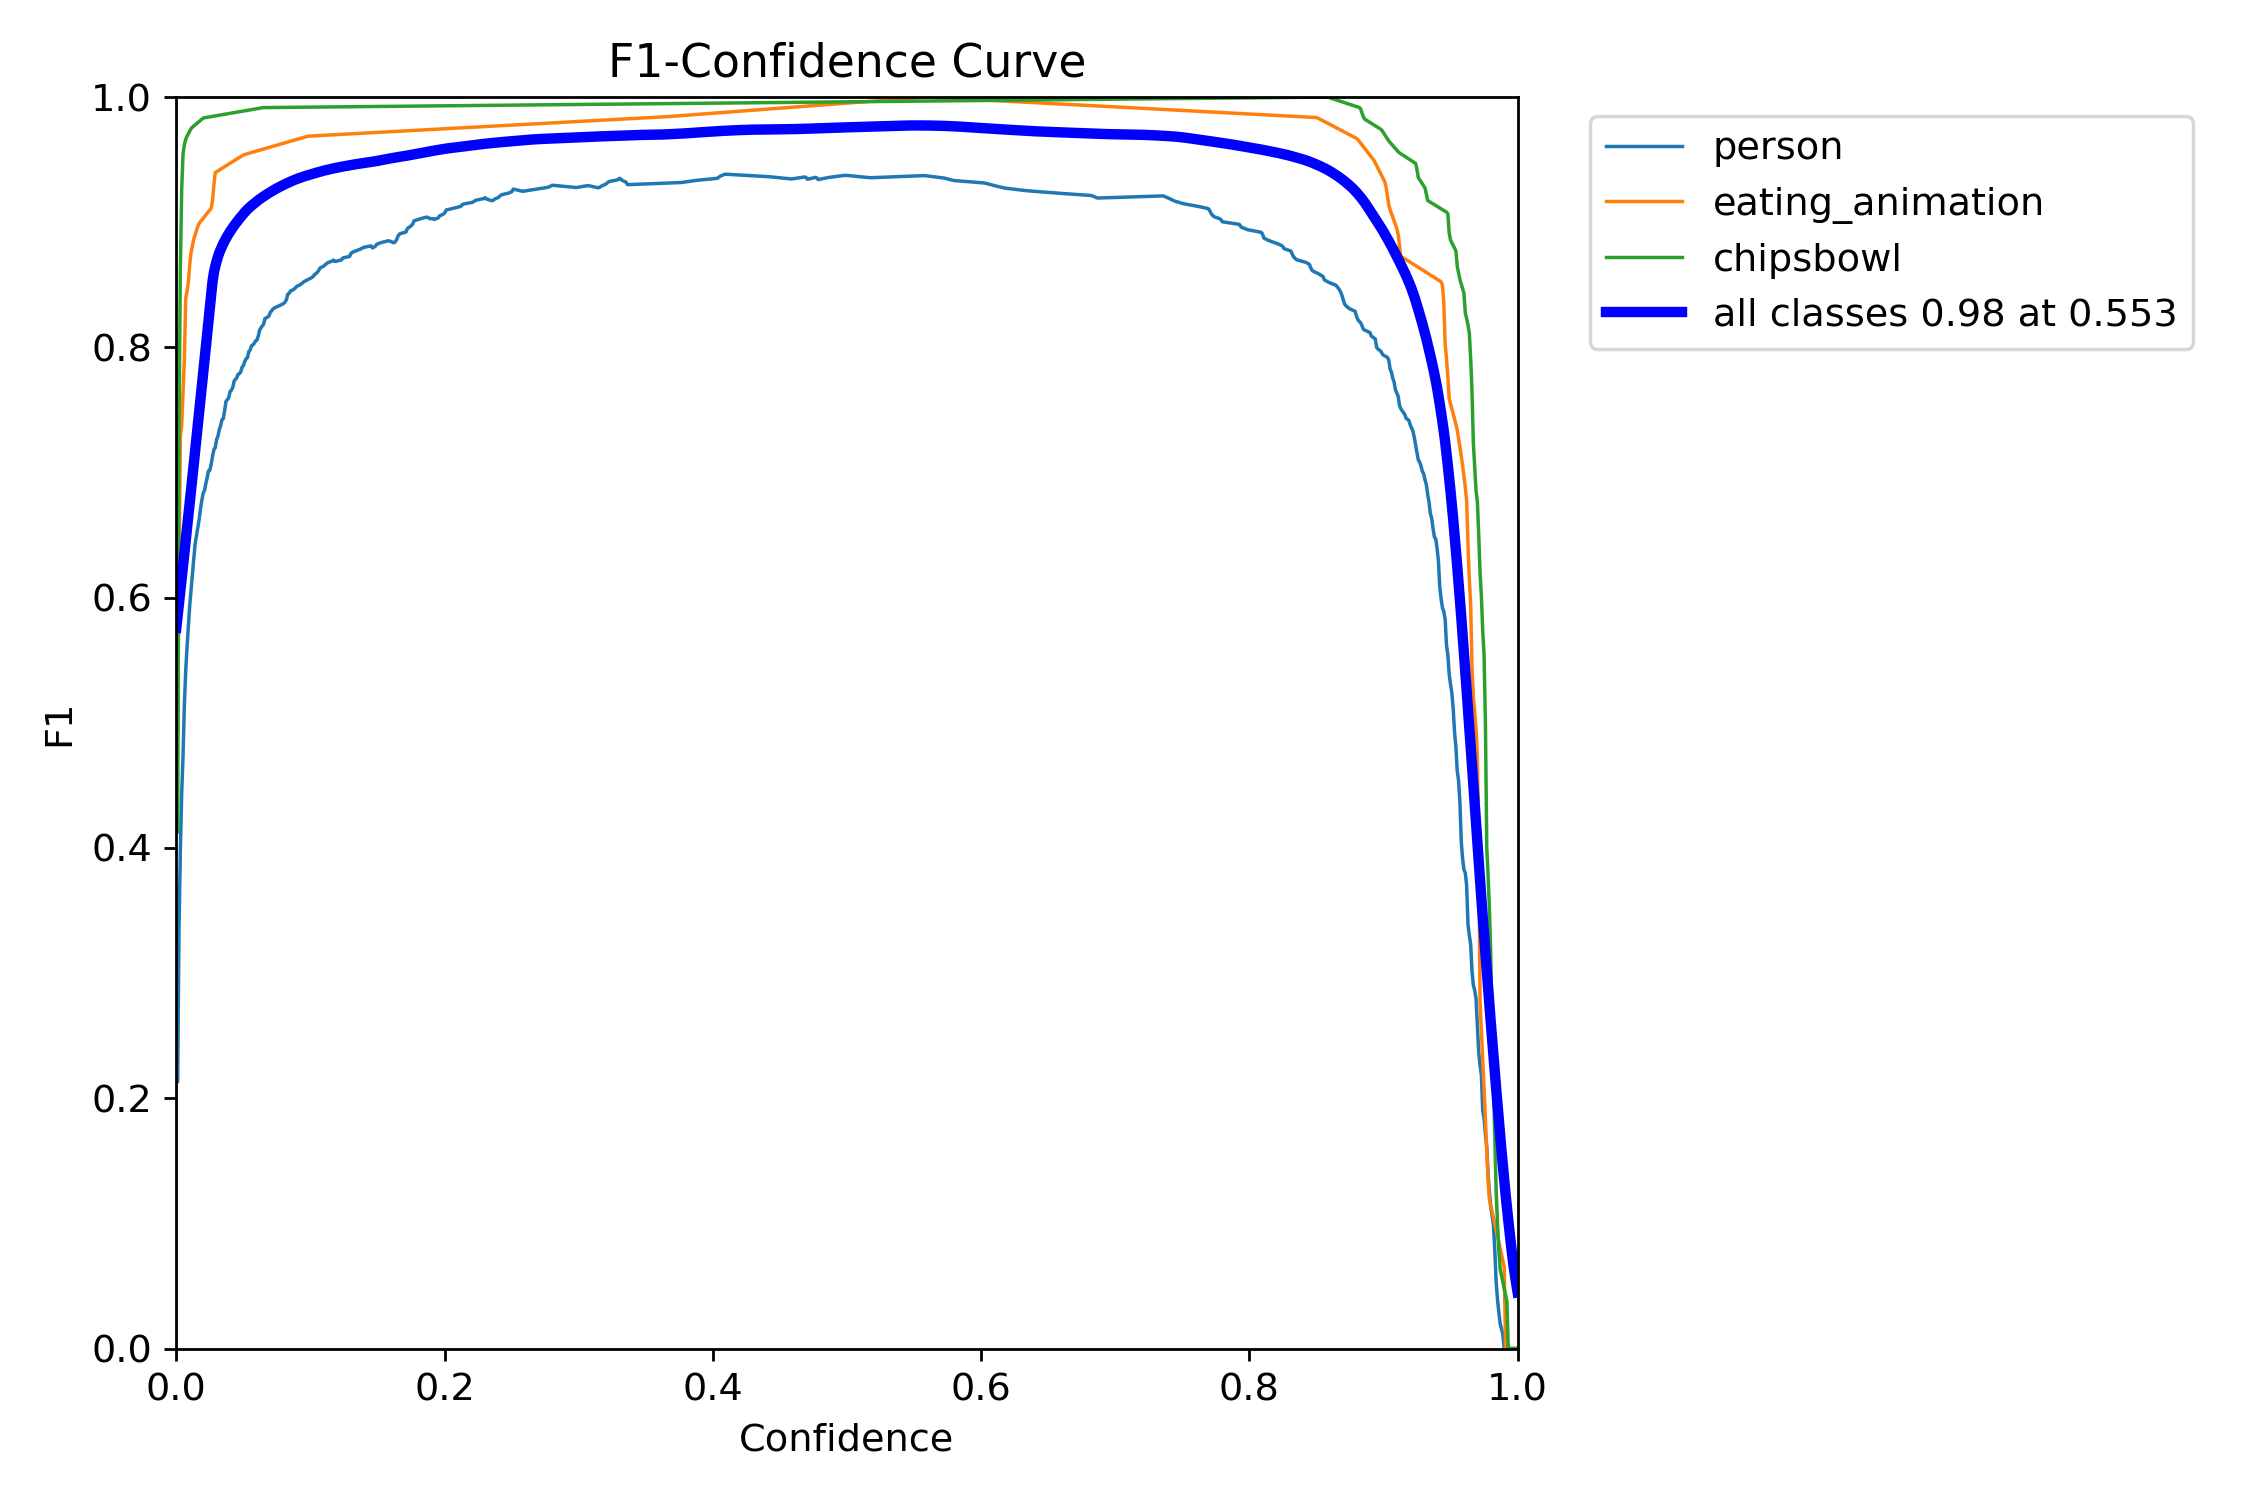 F1-Confidence Curve
1.0
0.8
0.6
0.4
0.2
0.0
F1
0.0 0.2 0.4 0.6 0.8 1.0
Confidence
person
eating_animation
chipsbowl
all classes 0.98 at 0.553